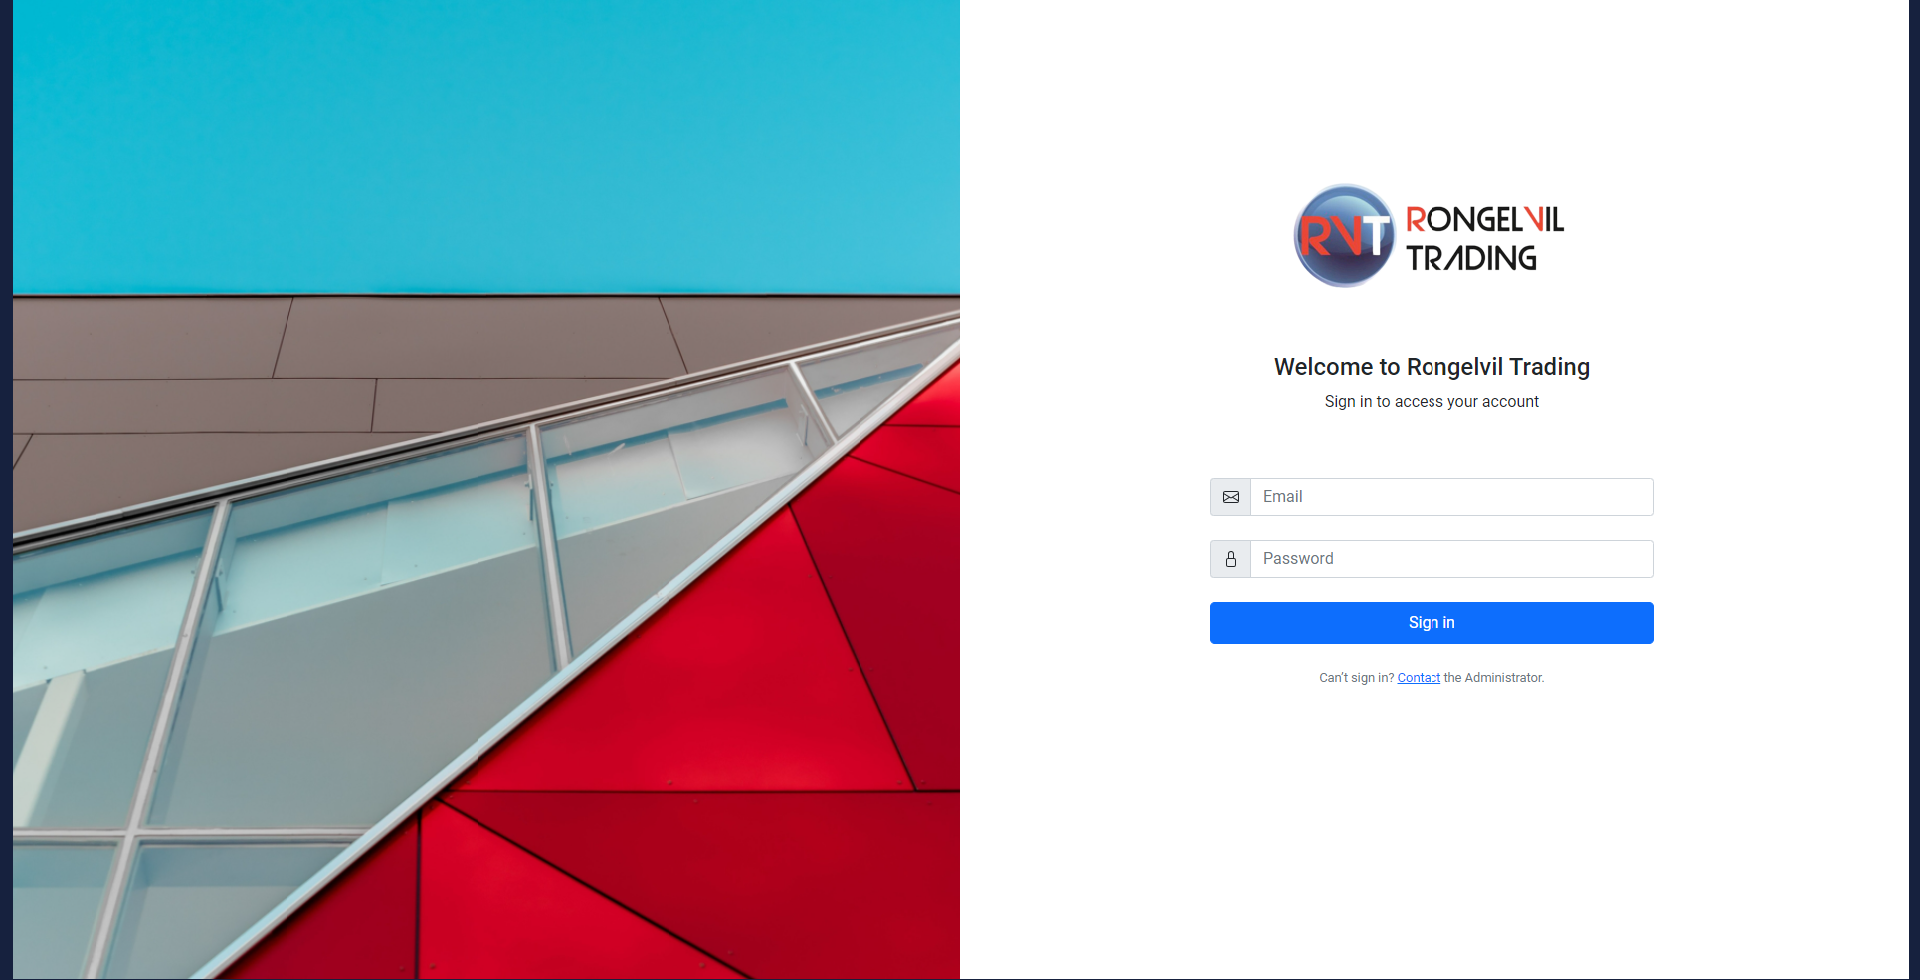 RVT
RONGELVIL
TRADING
Welcome to Rongelvil Trading
Sign in to access your account
Email
Password
Sign in
Can't sign in? Contact the Administrator.